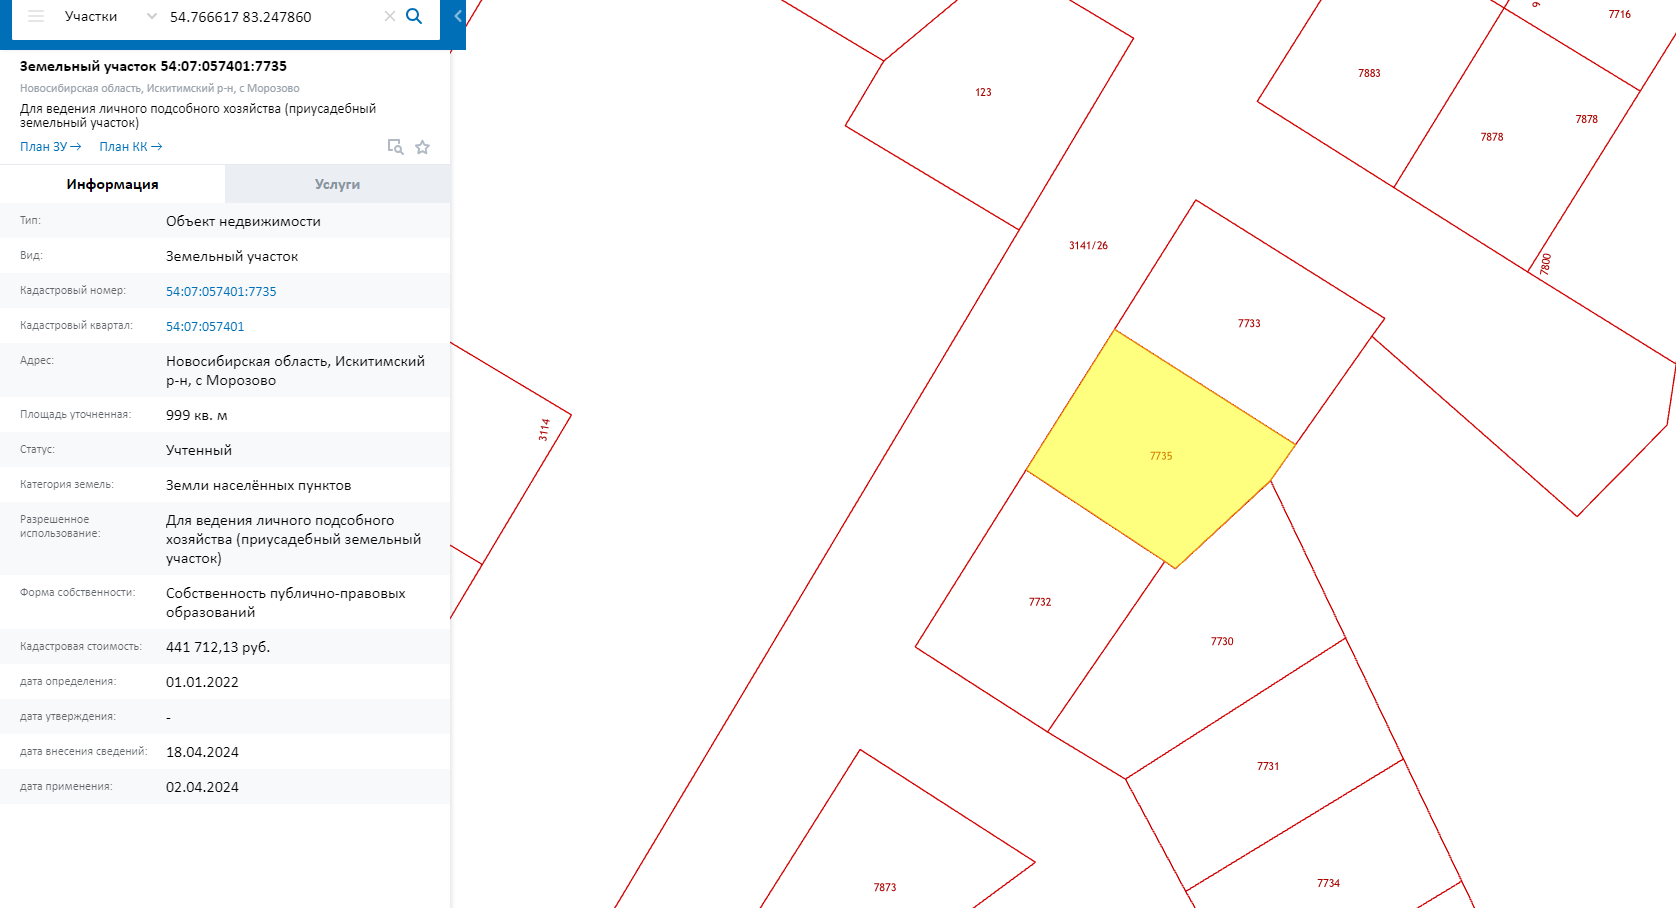 Участки
54.766617 83.247860
Земельный участок 54:07:057401:7735
Новосибирская область, Искитимский р-н, с Морозово
Для ведения личного подсобного хозяйства (приусадебный
земельный участок)
План ЗУ→ План КК→
Информация Услуги
Тип: Объект недвижимости
Вид: Земельный участок
Кадастровый номер: 54:07:057401:7735
Кадастровый квартал: 54:07:057401
Адрес: Новосибирская область, Искитимский
р-н, с Морозово
Площадь уточненная: 999 кв. м
Статус: Учтенный
Категория земель: Земли населённых пунктов
Разрешенное
использование:
Для ведения личного подсобного
хозяйства (приусадебный земельный
участок)
Форма собственности: Собственность публично-правовых
образований
Кадастровая стоимость: 441 712,13 руб.
дата определения: 01.01.2022
дата утверждения: -
дата внесения сведений: 18.04.2024
дата применения: 02.04.2024
6
7716
7883
123
7878
7878
3141/26
7800
7733
3114
7735
7732
7730
7731
7734
7873